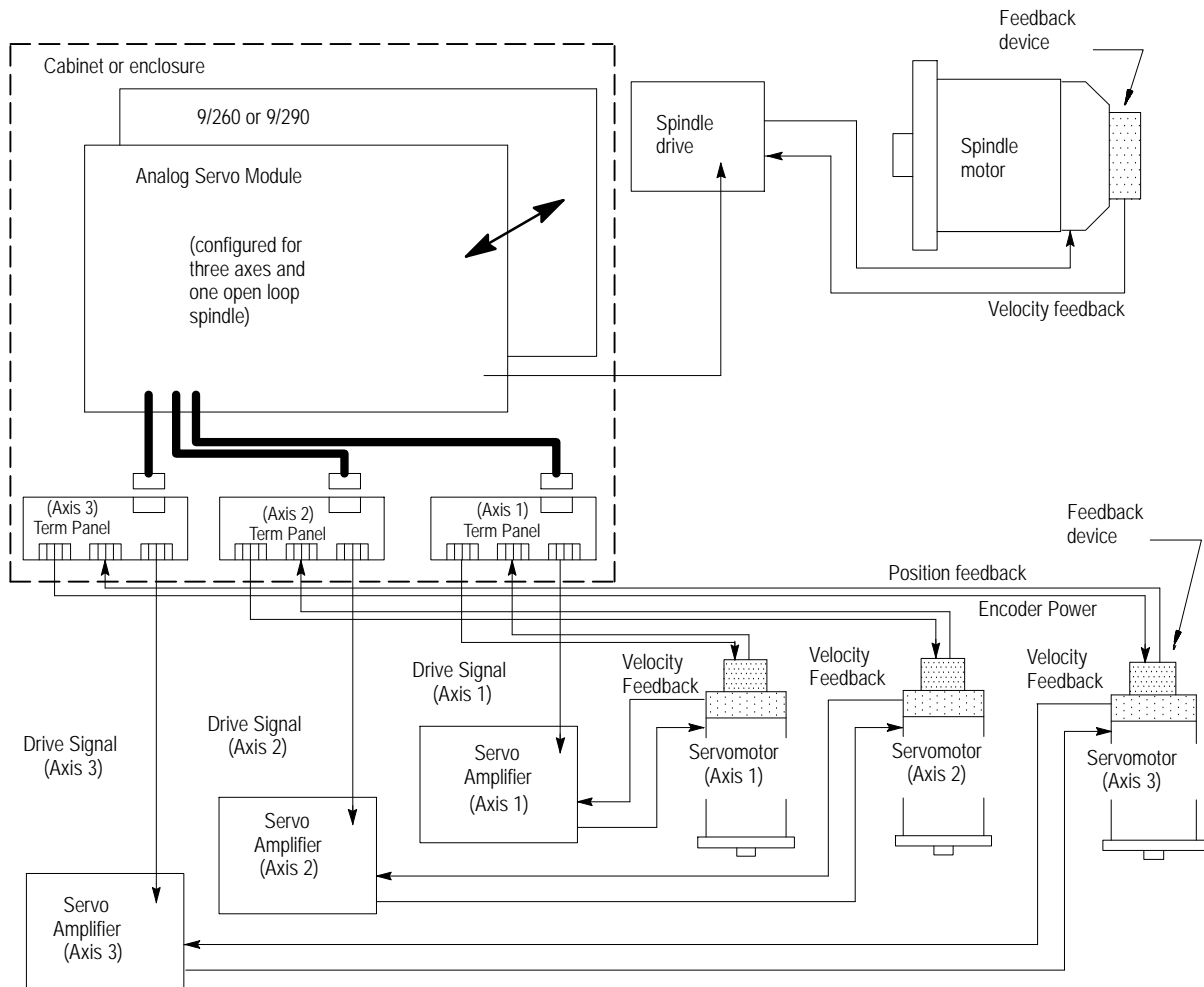 Feedback
device
Cabinet or enclosure
9/260 or 9/290
Analog Servo Module
(configured for
three axes and
one open loop
spindle)
Spindle
drive
Spindle
motor
Velocity feedback
(Axis 3)
Term Panel
(Axis 2)
Term Panel
(Axis 1)
Term Panel
Feedback
device
Position feedback
Encoder Power
Drive Signal
(Axis 1)
Velocity
Feedback
Velocity
Feedback
Velocity
Feedback
Drive Signal
(Axis 2)
Drive Signal
(Axis 3)
Servo
Amplifier
(Axis 1)
Servomotor
(Axis 1)
Servomotor
(Axis 2)
Servomotor
(Axis 3)
Servo
Amplifier
(Axis 2)
Servo
Amplifier
(Axis 3)